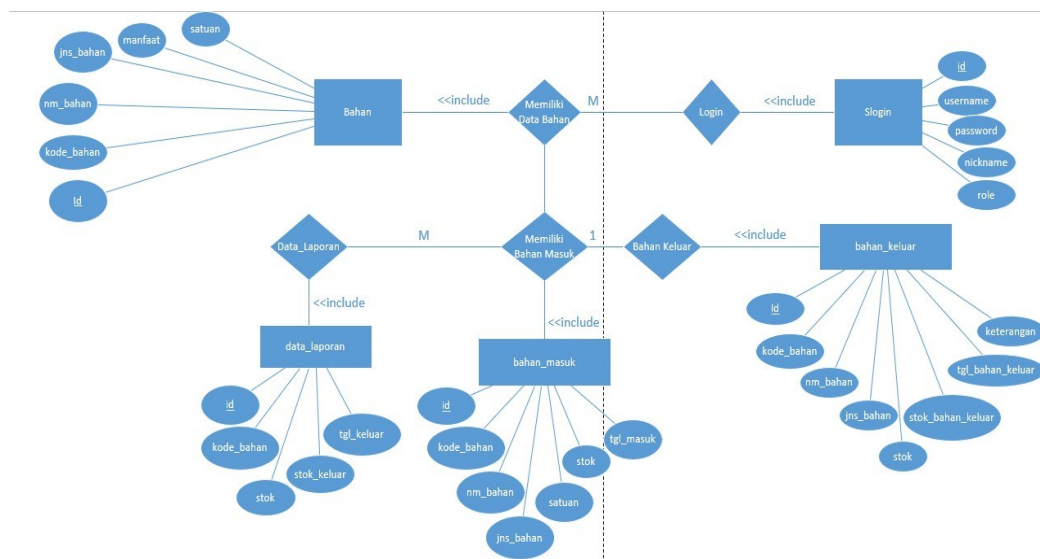 satuan
manfaat
jns_bahan
nm_bahan
kode_bahan
Id
Bahan
<<include
Memiliki
Data Bahan
M
Login
<<include
Slogin
id
username
password
nickname
role
Data_Laporan
M
Memiliki
Bahan Masuk
1
Bahan Keluar
<<include
bahan_keluar
<<include
<<include
data_laporan
id
kode_bahan
stok
stok_keluar
tgl_keluar
bahan_masuk
id
kode_bahan
nm_bahan
jns_bahan
satuan
stok
tgl_masuk
Id
kode_bahan
nm_bahan
jns_bahan
stok
stok_bahan_keluar
tgl_bahan_keluar
keterangan